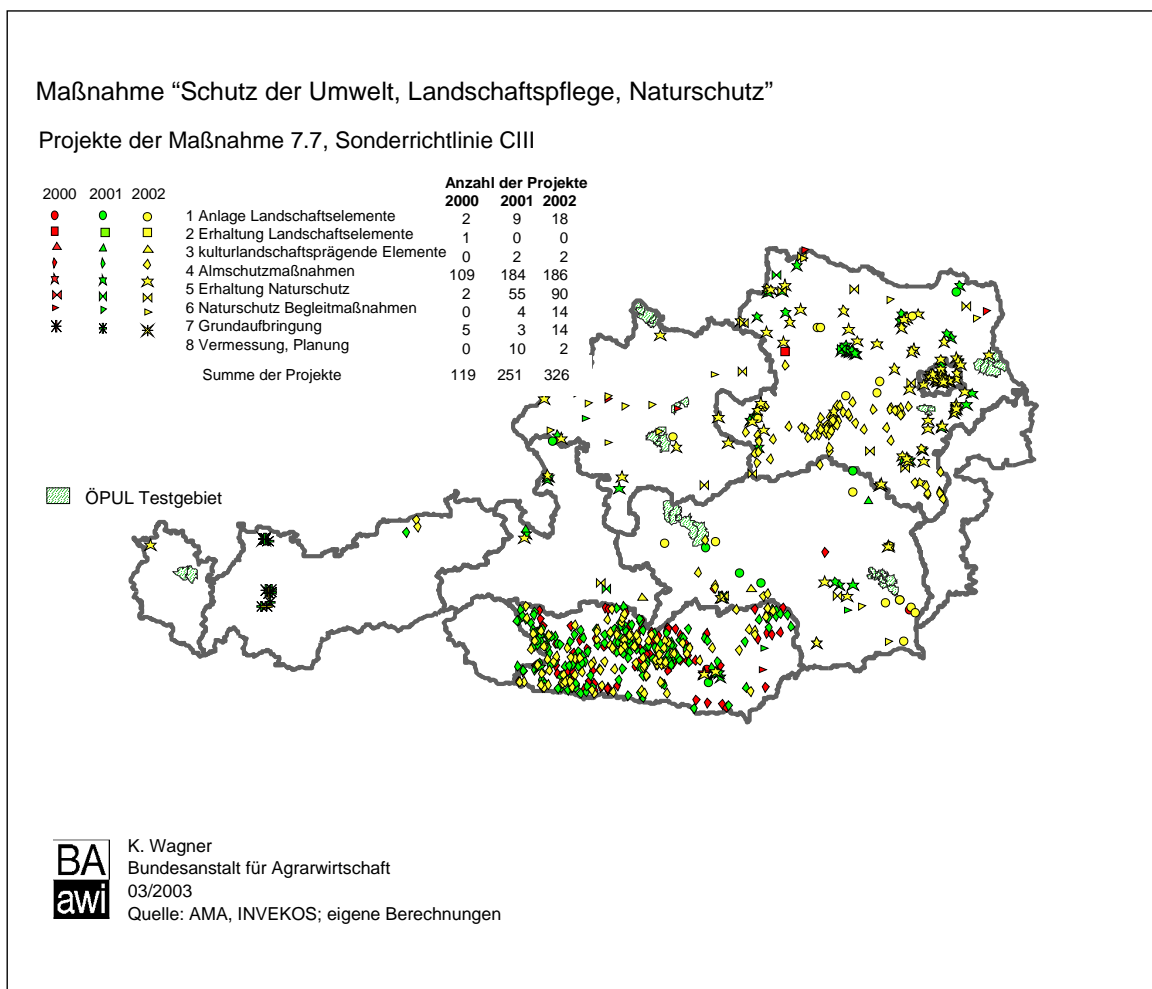 Maßnahme “Schutz der Umwelt, Landschaftspflege, Naturschutz”
Projekte der Maßnahme 7.7, Sonderrichtlinie CIII
Anzahl der Projekte
2000 2001 2002 2000 2001 2002
1 Anlage Landschaftselemente 2 9 18
2 Erhaltung Landschaftselemente 1 0 0
3 kulturlandschaftsprägende Elemente 0 2 2
4 Almschutzmaßnahmen 109 184 186
5 Erhaltung Naturschutz 2 55 90
6 Naturschutz Begleitmaßnahmen 0 4 14
7 Grundaufbringung 5 3 14
8 Vermessung, Planung 0 10 2
Summe der Projekte 119 251 326
ÖPUL Testgebiet
BA
awi
K. Wagner
Bundesanstalt für Agrarwirtschaft
03/2003
Quelle: AMA, INVEKOS; eigene Berechnungen